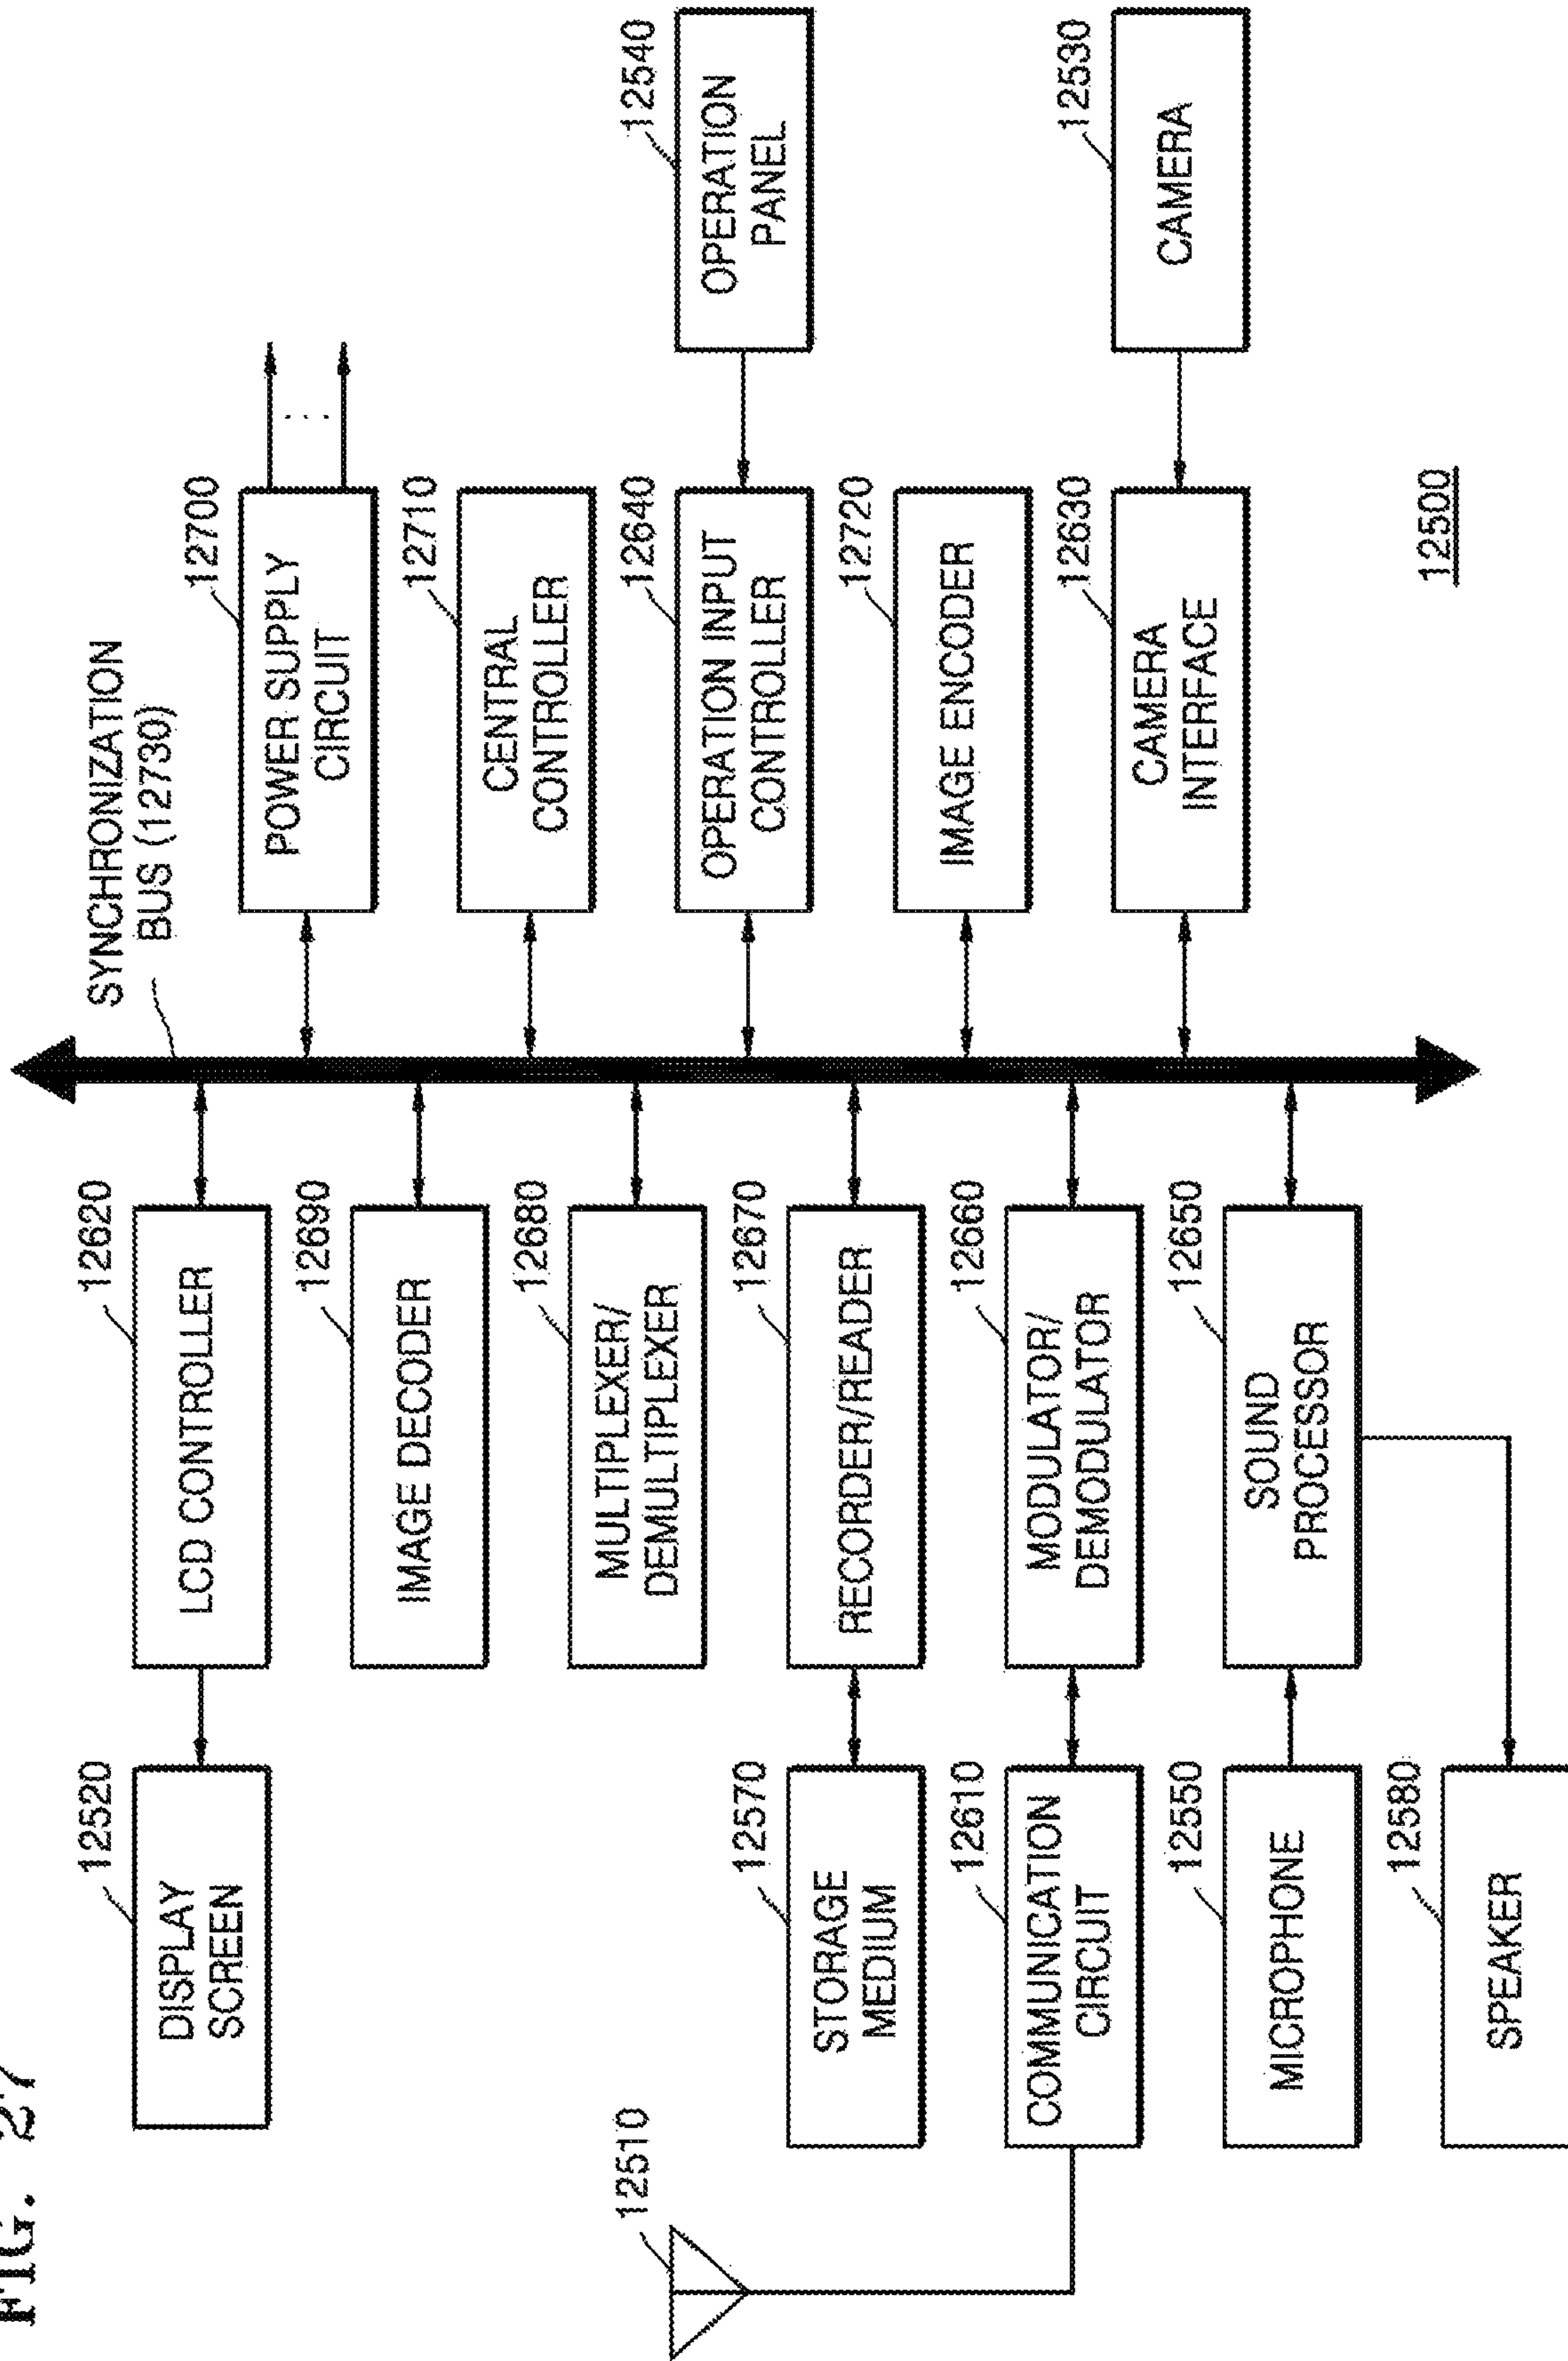 FIG. 27
SYNCHRONIZATION
BUS (12730)
12520
DISPLAY
SCREEN
12620
LCD CONTROLLER
12700
POWER SUPPLY
CIRCUIT
12690
IMAGE DECODER
12710
CENTRAL
CONTROLLER
12680
MULTIPLEXER/
DEMULTIPLEXER
12640
OPERATION INPUT
CONTROLLER
12540
OPERATION
PANEL
12510
12570
STORAGE
MEDIUM
12670
RECORDER/READER
12720
IMAGE ENCODER
12610
COMMUNICATION
CIRCUIT
12660
MODULATOR/
DEMODULATOR
12630
CAMERA
INTERFACE
12530
CAMERA
12550
MICROPHONE
12650
SOUND
PROCESSOR
12580
SPEAKER
12500